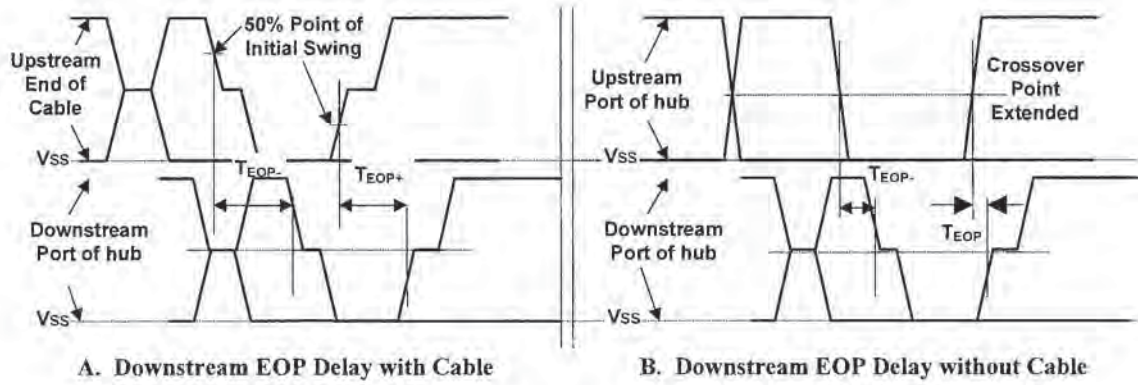 50% Point of
Initial Swing
Upstream
End of
Cable
VSS
TEOP-
TEOP+
Downstream
Port of hub
VSS
A. Downstream EOP Delay with Cable
Upstream
Port of hub
Crossover
Point
Extended
VSS
TEOP-
TEOP
Downstream
Port of hub
VSS
B. Downstream EOP Delay without Cable